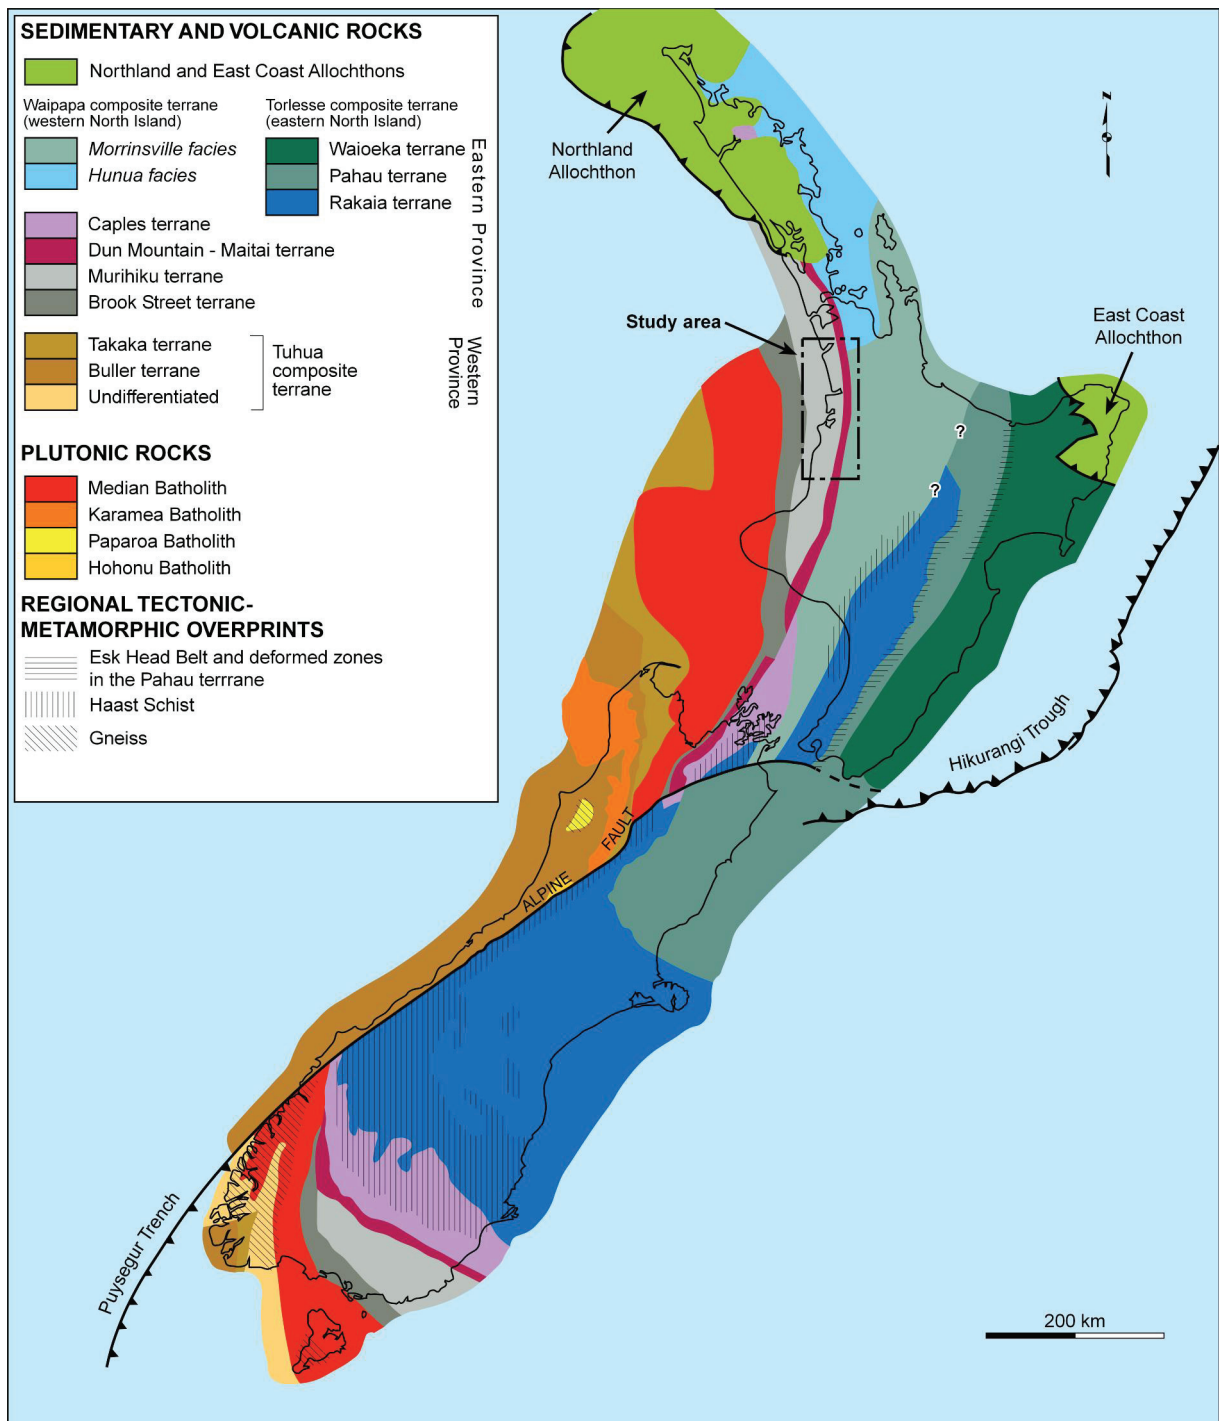 SEDIMENTARY AND VOLCANIC ROCKS
Northland and East Coast Allochthons
Waipapa composite terrane
(western North Island)
Torlesse composite terrane
(eastern North Island)
Morrinsville facies
Hunua facies
Waioeka terrane
Pahau terrane
Rakaia terrane
Caples terrane
Dun Mountain - Maitai terrane
Murihiku terrane
Brook Street terrane
Eastern Province
Takaka terrane
Buller terrane
Undifferentiated
Tuhua
composite
terrane
Western
Province
PLUTONIC ROCKS
Median Batholith
Karamea Batholith
Paparoa Batholith
Hohonu Batholith
REGIONAL TECTONIC-
METAMORPHIC OVERPRINTS
Esk Head Belt and deformed zones
in the Pahau terrrane
Haast Schist
Gneiss
N
Northland
Allochthon
Study area
East Coast
Allochthon
?
?
Hikurangi Trough
ALPINE FAULT
Puysegur Trench
200 km